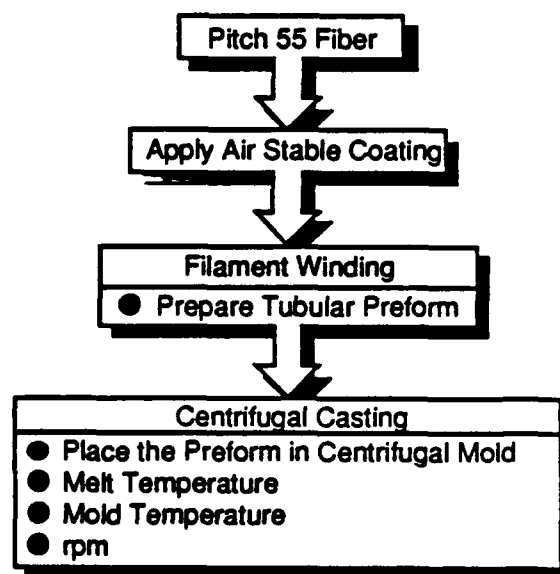 Pitch 55 Fiber
Apply Air Stable Coating
Filament Winding
● Prepare Tubular Preform
Centrifugal Casting
● Place the Preform in Centrifugal Mold
● Melt Temperature
● Mold Temperature
● rpm